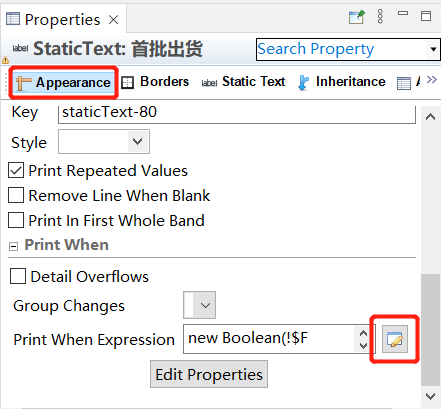 Properties
StaticText: 首批出货
Search Property
Appearance Borders Static Text Inheritance
Key staticText-80
Style
Print Repeated Values
Remove Line When Blank
Print In First Whole Band
Print When
Detail Overflows
Group Changes
Print When Expression new Boolean(!$F
Edit Properties